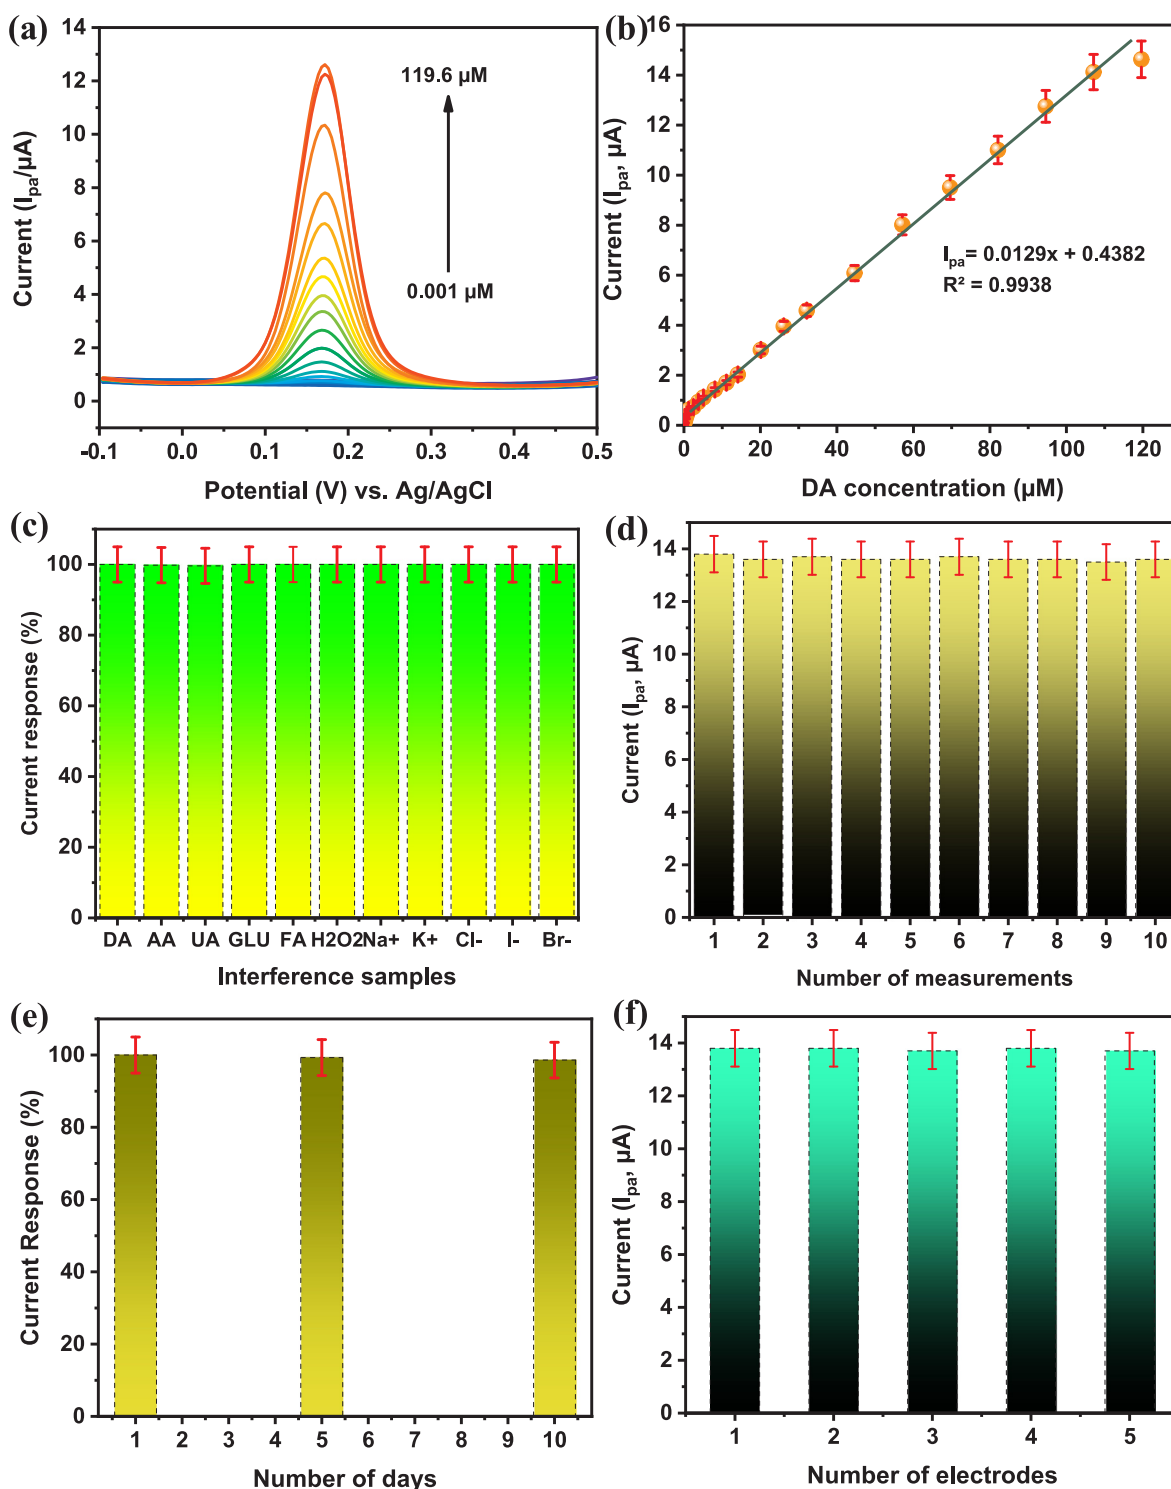 (a)
14
12
10
8
6
4
2
0
Current (Ipa/µA)
119.6 µM
0.001 µM
-0.1 0.0 0.1 0.2 0.3 0.4 0.5
Potential (V) vs. Ag/AgCl
(b)
16
14
12
10
8
6
4
2
0
Current (Ipa, µA)
Ipa= 0.0129x + 0.4382
R² = 0.9938
0 20 40 60 80 100 120
DA concentration (µM)
(c)
100
80
60
40
20
0
Current response (%)
DA AA UA GLU FA H2O2 Na+ K+ Cl- I- Br-
Interference samples
(d)
14
12
10
8
6
4
2
0
Current (Ipa, µA)
1 2 3 4 5 6 7 8 9 10
Number of measurements
(e)
100
80
60
40
20
0
Current Response (%)
1 2 3 4 5 6 7 8 9 10
Number of days
(f)
14
12
10
8
6
4
2
0
Current (Ipa, µA)
1 2 3 4 5
Number of electrodes